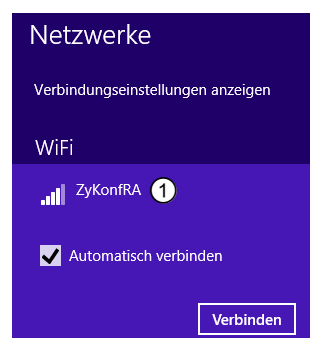 Netzwerke
Verbindungseinstellungen anzeigen
WiFi
ZyKonfRA 1
Automatisch verbinden
Verbinden